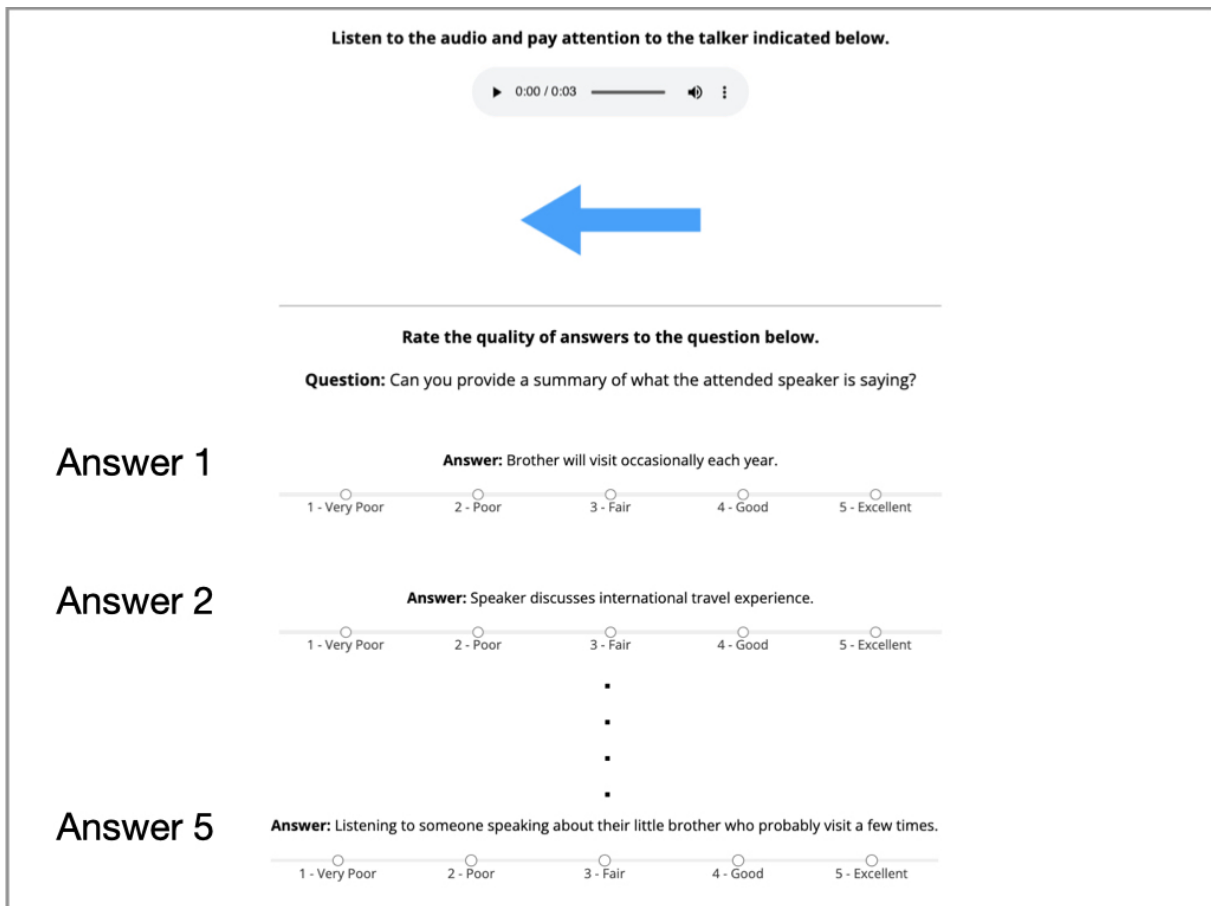 Listen to the audio and pay attention to the talker indicated below.
0:00 / 0:03
Rate the quality of answers to the question below.
Question: Can you provide a summary of what the attended speaker is saying?
Answer 1
Answer: Brother will visit occasionally each year.
1 - Very Poor 2 - Poor 3 - Fair 4 - Good 5 - Excellent
Answer 2
Answer: Speaker discusses international travel experience.
1 - Very Poor 2 - Poor 3 - Fair 4 - Good 5 - Excellent
Answer 5
Answer: Listening to someone speaking about their little brother who probably visit a few times.
1 - Very Poor 2 - Poor 3 - Fair 4 - Good 5 - Excellent